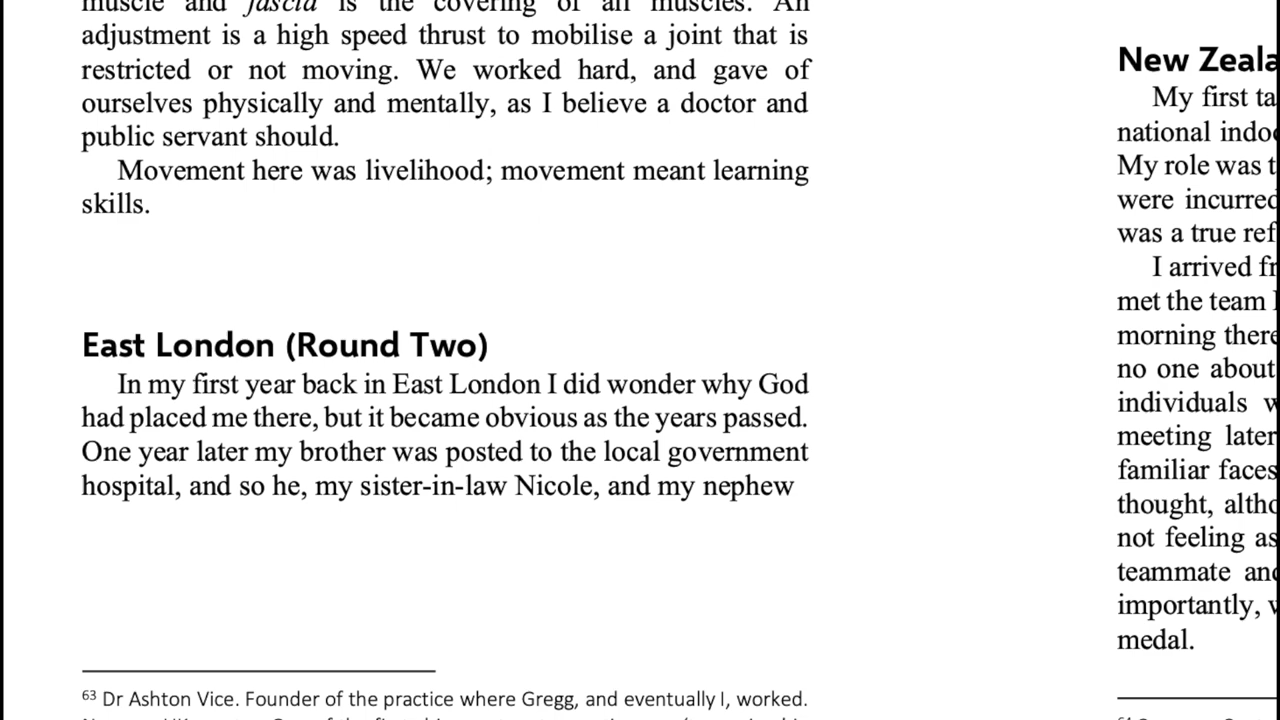 muscle and fascia is the covering of all muscles. An
adjustment is a high speed thrust to mobilise a joint that is
restricted or not moving. We worked hard, and gave of
ourselves physically and mentally, as I believe a doctor and
public servant should.
Movement here was livelihood; movement meant learning
skills.
East London (Round Two)
In my first year back in East London I did wonder why God
had placed me there, but it became obvious as the years passed.
One year later my brother was posted to the local government
hospital, and so he, my sister-in-law Nicole, and my nephew
63 Dr Ashton Vice. Founder of the practice where Gregg, and eventually I, worked.
New Zeala
My first ta
national indo
My role was t
were incurred
was a true ref
I arrived fr
met the team
morning there
no one about
individuals w
meeting later
familiar faces
thought, altho
not feeling as
teammate and
importantly, w
medal.